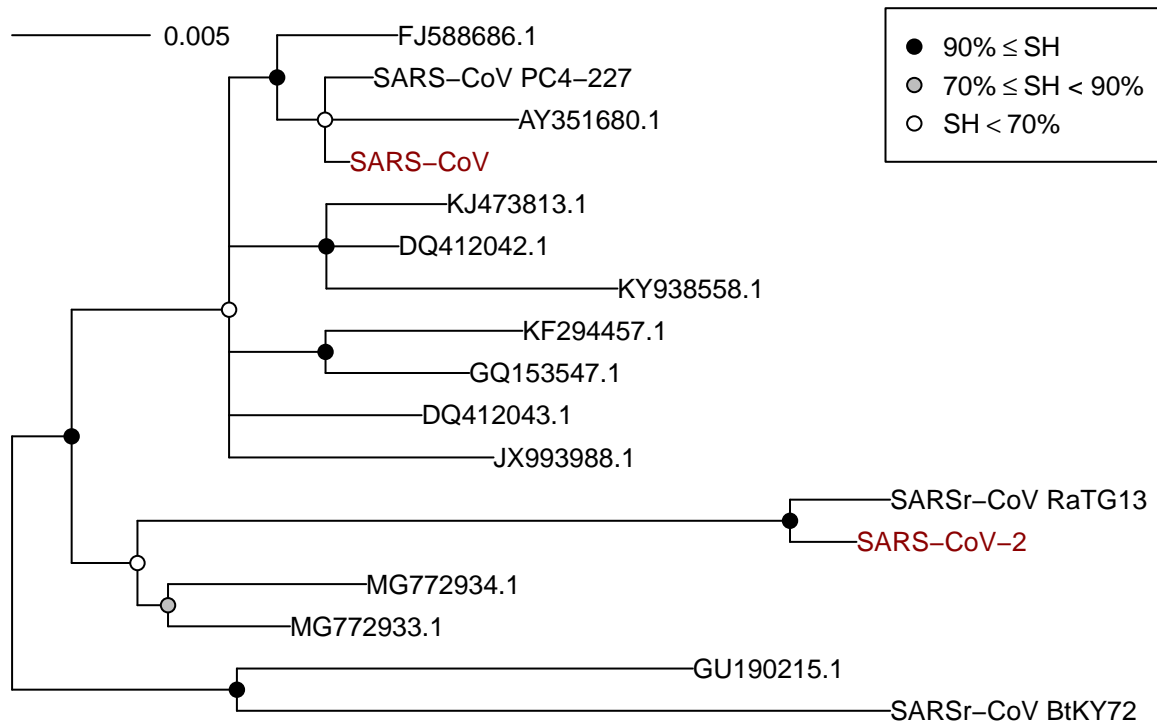 0.005
FJ588686.1
SARS−CoV PC4−227
AY351680.1
SARS−CoV
KJ473813.1
DQ412042.1
KY938558.1
KF294457.1
GQ153547.1
DQ412043.1
JX993988.1
SARSr−CoV RaTG13
SARS−CoV−2
MG772934.1
MG772933.1
GU190215.1
SARSr−CoV BtKY72
90% ≤ SH
70% ≤ SH < 90%
SH < 70%